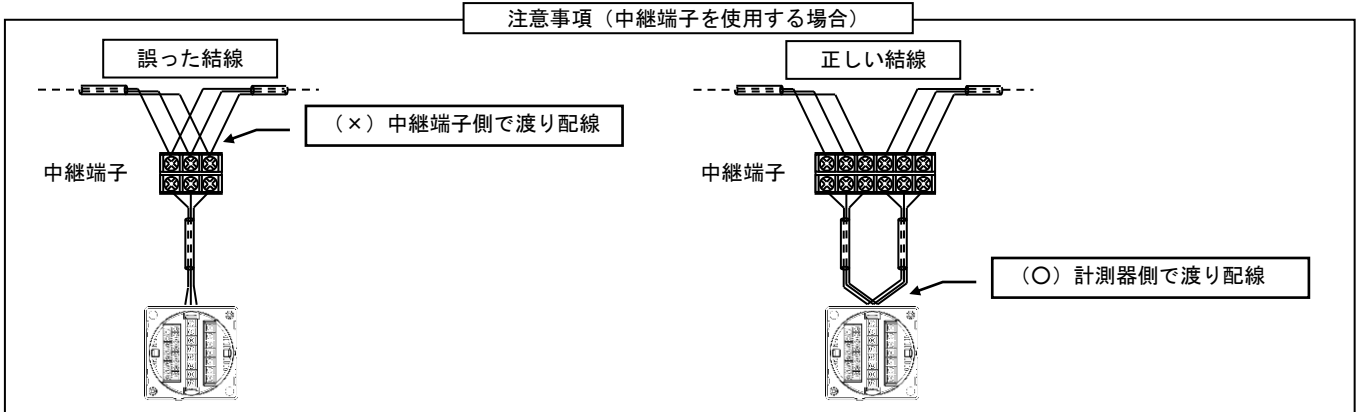 注意事項（中継端子を使用する場合）
誤った結線
正しい結線
（×）中継端子側で渡り配線
中継端子
中継端子
（○）計測器側で渡り配線